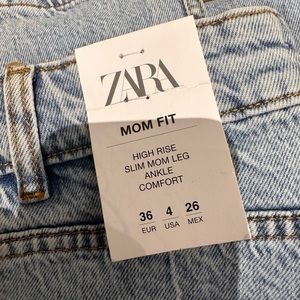 ZARA
MOM FIT
HIGH RISE
SLIM MOM LEG
ANKLE
COMFORT
36 4 26
EUR USA MEX